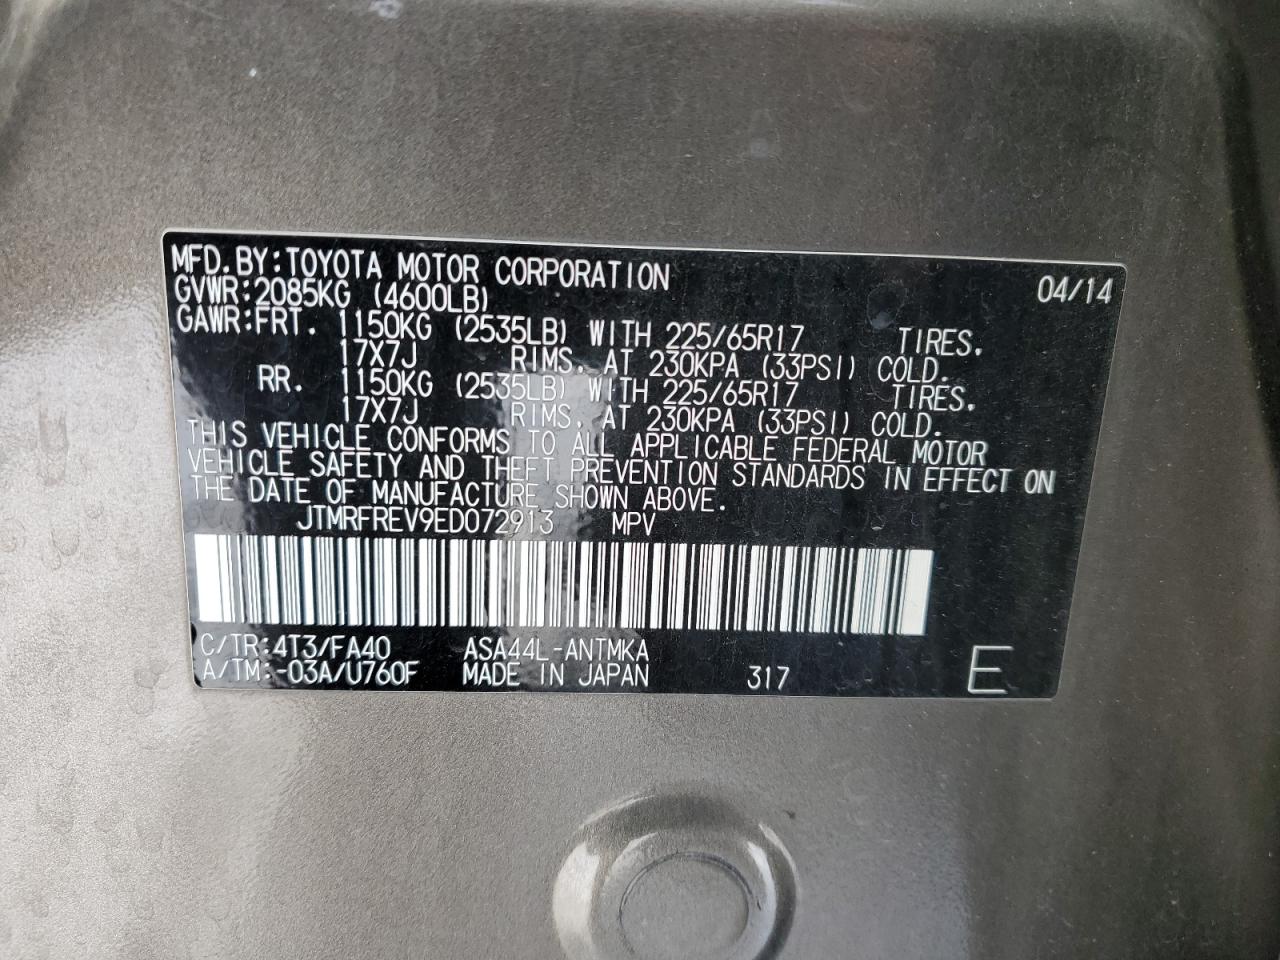 MFD.BY:TOYOTA MOTOR CORPORATION 04/14
GVWR:2085KG (4600LB)
GAWR:FRT. 1150KG (2535LB) WITH 225/65R17 TIRES.
17X7J RIMS. AT 230KPA (33PSI) COLD.
RR. 1150KG (2535LB) WITH 225/65R17 TIRES.
17X7J RIMS. AT 230KPA (33PSI) COLD.
THIS VEHICLE CONFORMS TO ALL APPLICABLE FEDERAL MOTOR
VEHICLE SAFETY AND THEFT PREVENTION STANDARDS IN EFFECT ON
THE DATE OF MANUFACTURE SHOWN ABOVE.
JTMRFREV9ED072913 MPV
C/TR:4T3/FA40 ASA44L-ANTMKA
A/TM:-03A/U760F MADE IN JAPAN 317 E